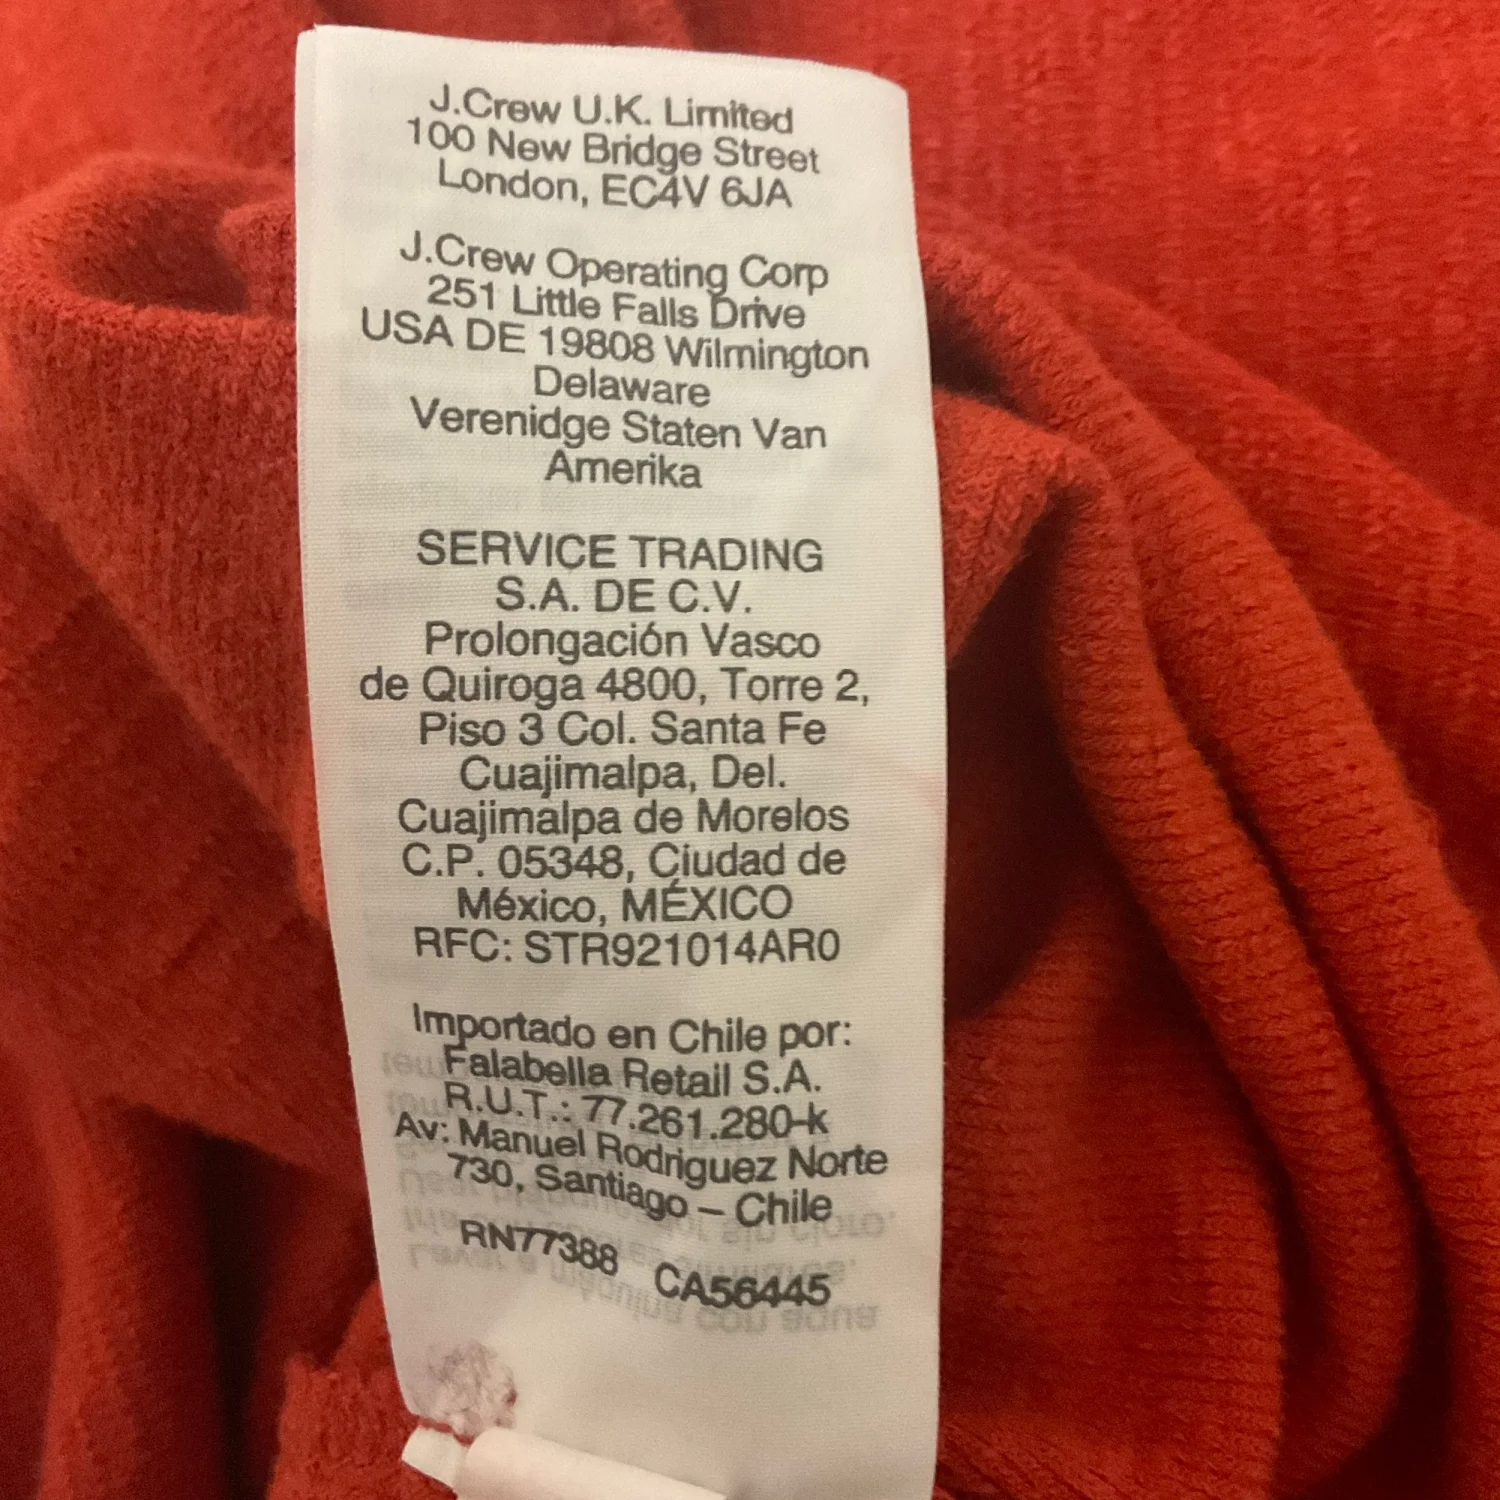 J.Crew U.K. Limited
100 New Bridge Street
London, EC4V 6JA
J.Crew Operating Corp
251 Little Falls Drive
USA DE 19808 Wilmington
Delaware
Verenidge Staten Van
Amerika
SERVICE TRADING
S.A. DE C.V.
Prolongación Vasco
de Quiroga 4800, Torre 2,
Piso 3 Col. Santa Fe
Cuajimalpa, Del.
Cuajimalpa de Morelos
C.P. 05348, Ciudad de
México, MÉXICO
RFC: STR921014AR0
Importado en Chile por:
Falabella Retail S.A.
R.U.T.: 77.261.280-k
Av: Manuel Rodriguez Norte
730, Santiago – Chile
RN77388 CA56445